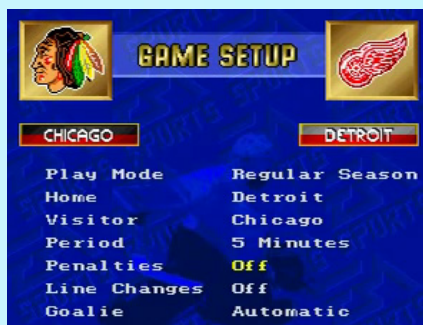 GAME SETUP
CHICAGO DETROIT
Play Mode Regular Season
Home Detroit
Visitor Chicago
Period 5 Minutes
Penalties Off
Line Changes Off
Goalie Automatic